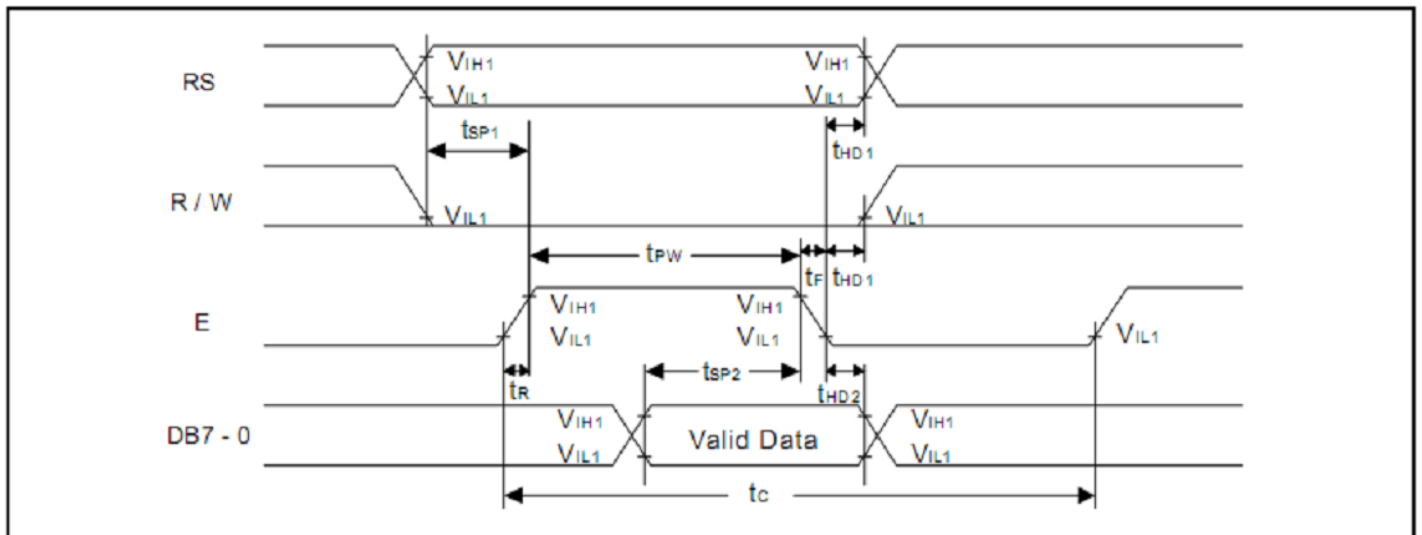 RS
VIH1
VIL1
VIH1
VIL1
tSP1
tHD1
R / W
VIL1
VIL1
tPW
tF
tHD1
E
VIH1
VIL1
VIH1
VIL1
VIL1
tR
tSP2
tHD2
DB7 - 0
VIH1
VIL1
Valid Data
VIH1
VIL1
tC